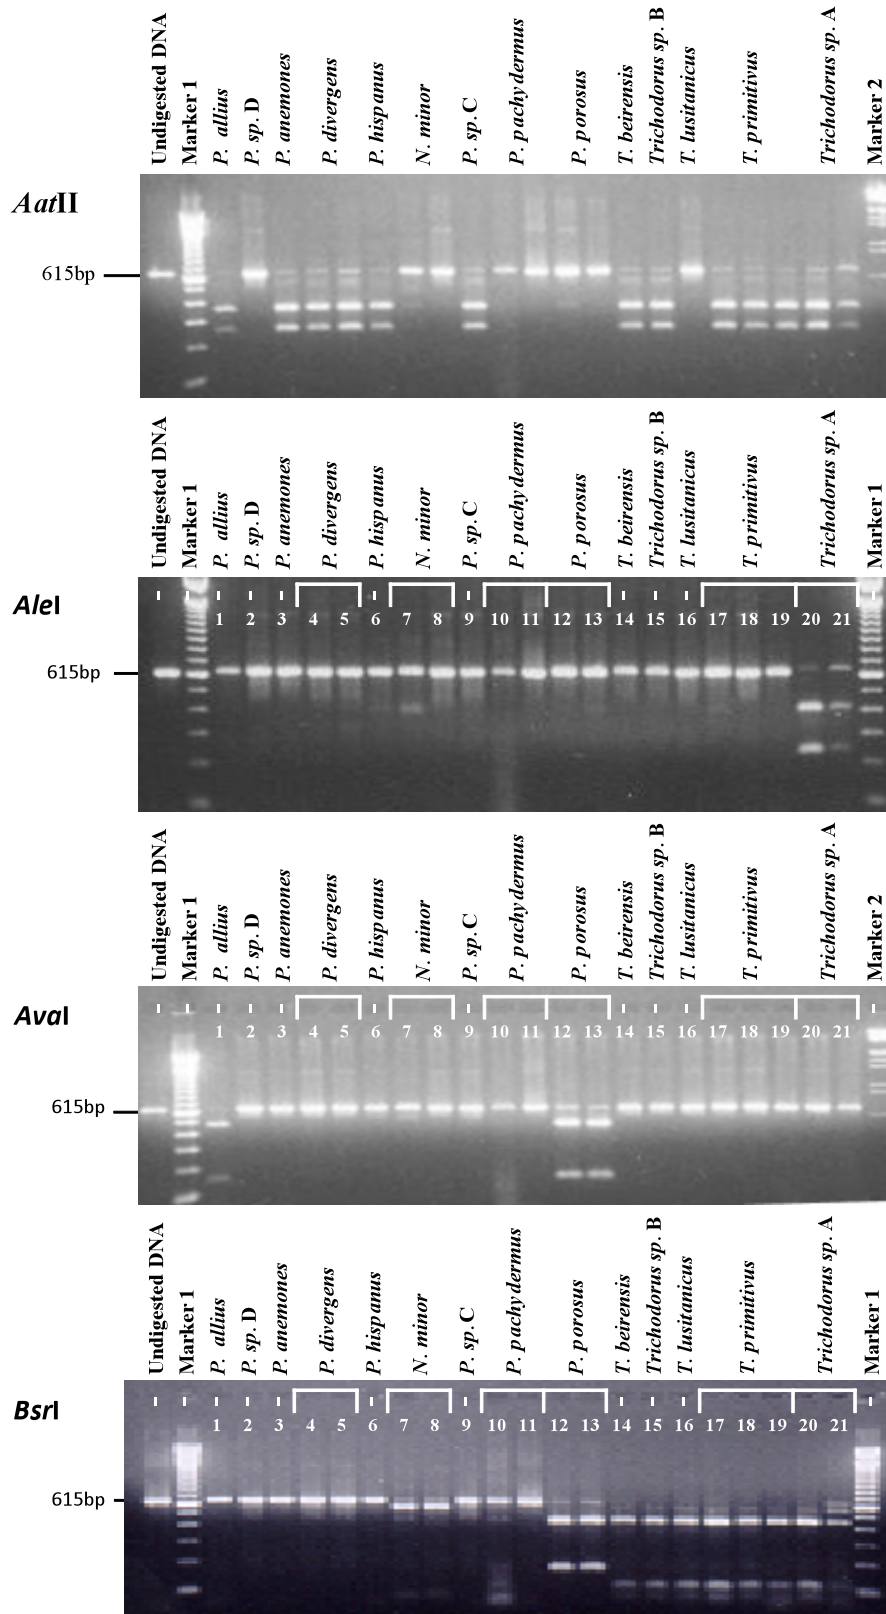 Undigested DNA
Marker 1
P. allius
P. sp. D
P. anemones
P. divergens
P. hispanus
N. minor
P. sp. C
P. pachydermus
P. porosus
T. beirensis
Trichodorus sp. B
T. lusitanicus
T. primitivus
Trichodorus sp. A
Marker 2
AatII
615bp
Undigested DNA
Marker 1
P. allius
P. sp. D
P. anemones
P. divergens
P. hispanus
N. minor
P. sp. C
P. pachydermus
P. porosus
T. beirensis
Trichodorus sp. B
T. lusitanicus
T. primitivus
Trichodorus sp. A
Marker 1
AleI
1 2 3 4 5 6 7 8 9 10 11 12 13 14 15 16 17 18 19 20 21
615bp
Undigested DNA
Marker 1
P. allius
P. sp. D
P. anemones
P. divergens
P. hispanus
N. minor
P. sp. C
P. pachydermus
P. porosus
T. beirensis
Trichodorus sp. B
T. lusitanicus
T. primitivus
Trichodorus sp. A
Marker 2
AvaI
1 2 3 4 5 6 7 8 9 10 11 12 13 14 15 16 17 18 19 20 21
615bp
Undigested DNA
Marker 1
P. allius
P. sp. D
P. anemones
P. divergens
P. hispanus
N. minor
P. sp. C
P. pachydermus
P. porosus
T. beirensis
Trichodorus sp. B
T. lusitanicus
T. primitivus
Trichodorus sp. A
Marker 1
BsrI
1 2 3 4 5 6 7 8 9 10 11 12 13 14 15 16 17 18 19 20 21
615bp